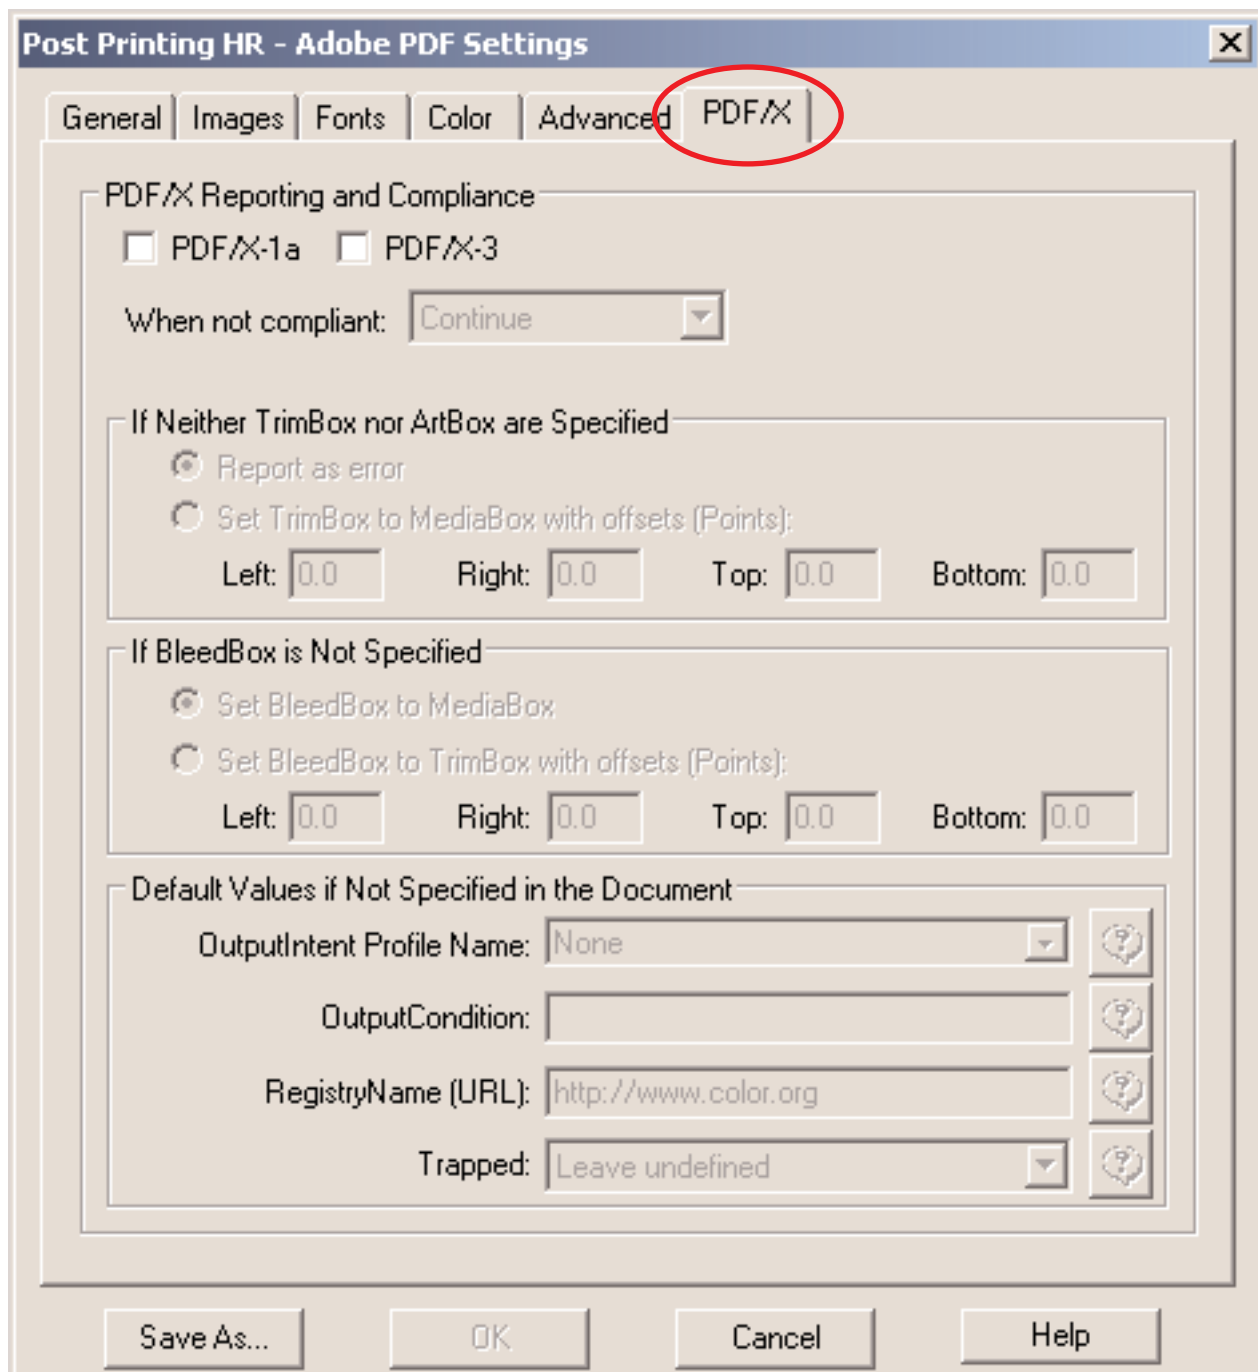 Post Printing HR - Adobe PDF Settings
General Images Fonts Color Advanced PDF/X
PDF/X Reporting and Compliance
PDF/X-1a PDF/X-3
When not compliant: Continue
If Neither TrimBox nor ArtBox are Specified
Report as error
Set TrimBox to MediaBox with offsets (Points):
Left: 0.0 Right: 0.0 Top: 0.0 Bottom: 0.0
If BleedBox is Not Specified
Set BleedBox to MediaBox
Set BleedBox to TrimBox with offsets (Points):
Left: 0.0 Right: 0.0 Top: 0.0 Bottom: 0.0
Default Values if Not Specified in the Document
OutputIntent Profile Name: None
OutputCondition:
RegistryName (URL): http://www.color.org
Trapped: Leave undefined
Save As... OK Cancel Help